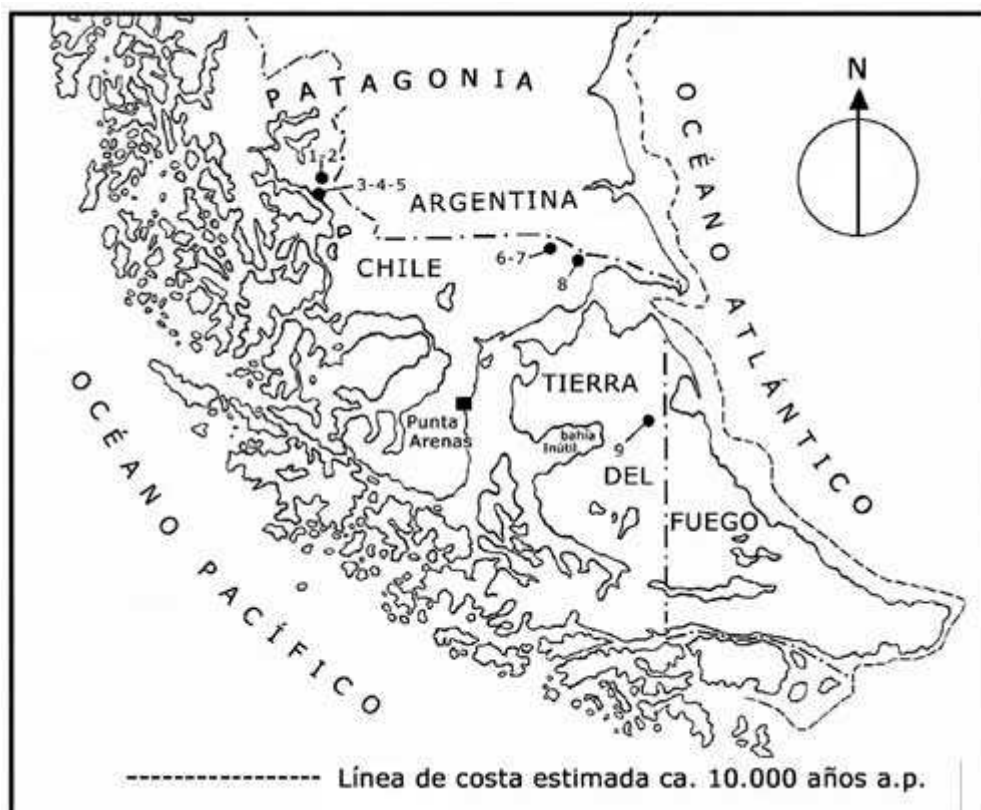 PATAGONIA
N
OCÉANO ATLÁNTICO
1-2
3-4-5
ARGENTINA
6-7
8
CHILE
TIERRA
Punta
Arenas
bahía
Inútil
9
DEL
FUEGO
OCÉANO PACÍFICO
Línea de costa estimada ca. 10.000 años a.p.